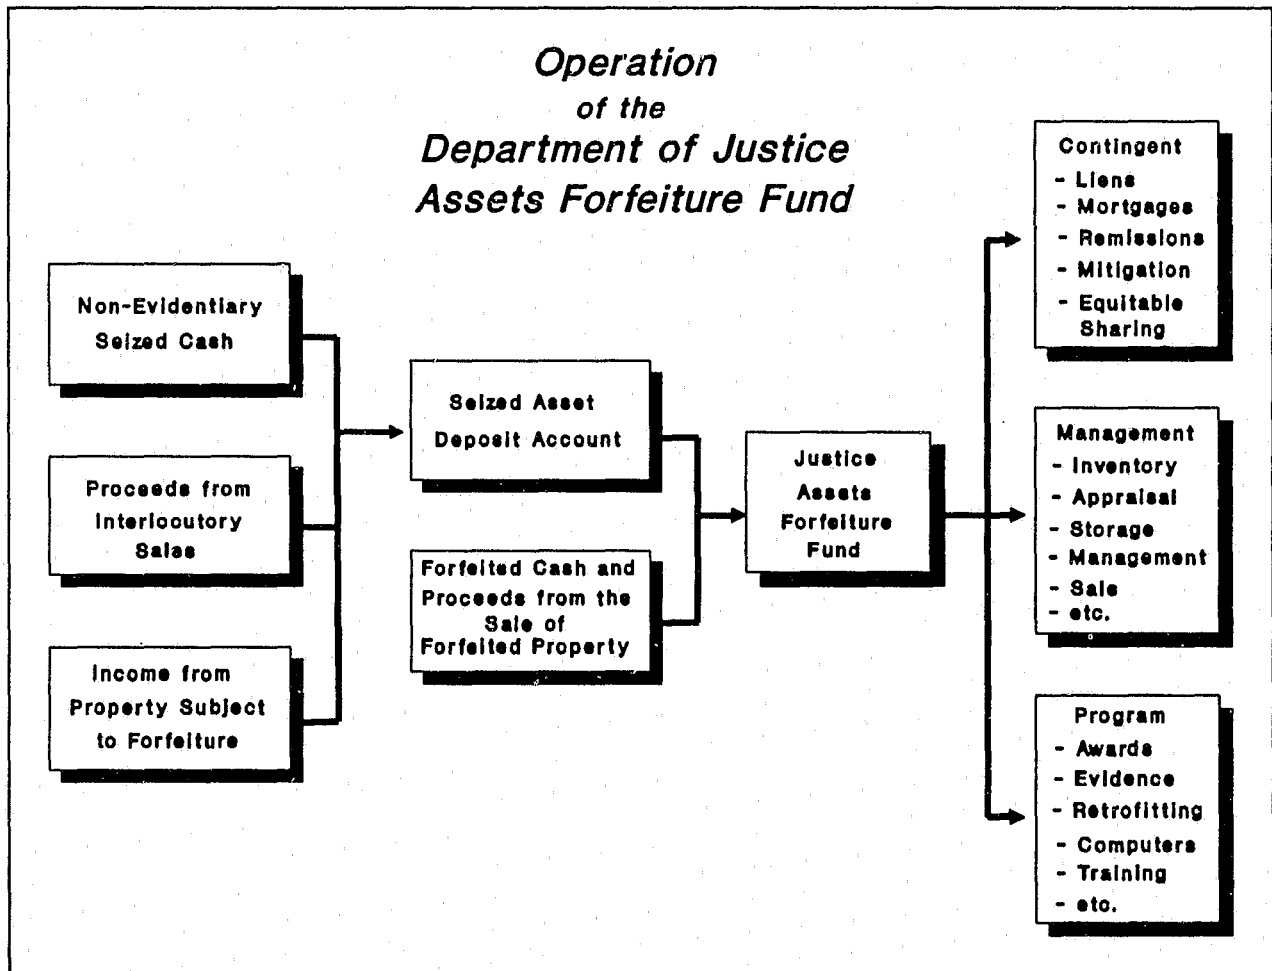 Operation
of the
Department of Justice
Assets Forfeiture Fund
Non-Evidentiary
Seized Cash
Proceeds from
Interlocutory
Sales
Income from
Property Subject
to Forfeiture
Seized Asset
Deposit Account
Forfeited Cash and
Proceeds from the
Sale of
Forfeited Property
Justice
Assets
Forfeiture
Fund
Contingent
- Liens
- Mortgages
- Remissions
- Mitigation
- Equitable
Sharing
Management
- Inventory
- Appraisal
- Storage
- Management
- Sale
- etc.
Program
- Awards
- Evidence
- Retrofitting
- Computers
- Training
- etc.